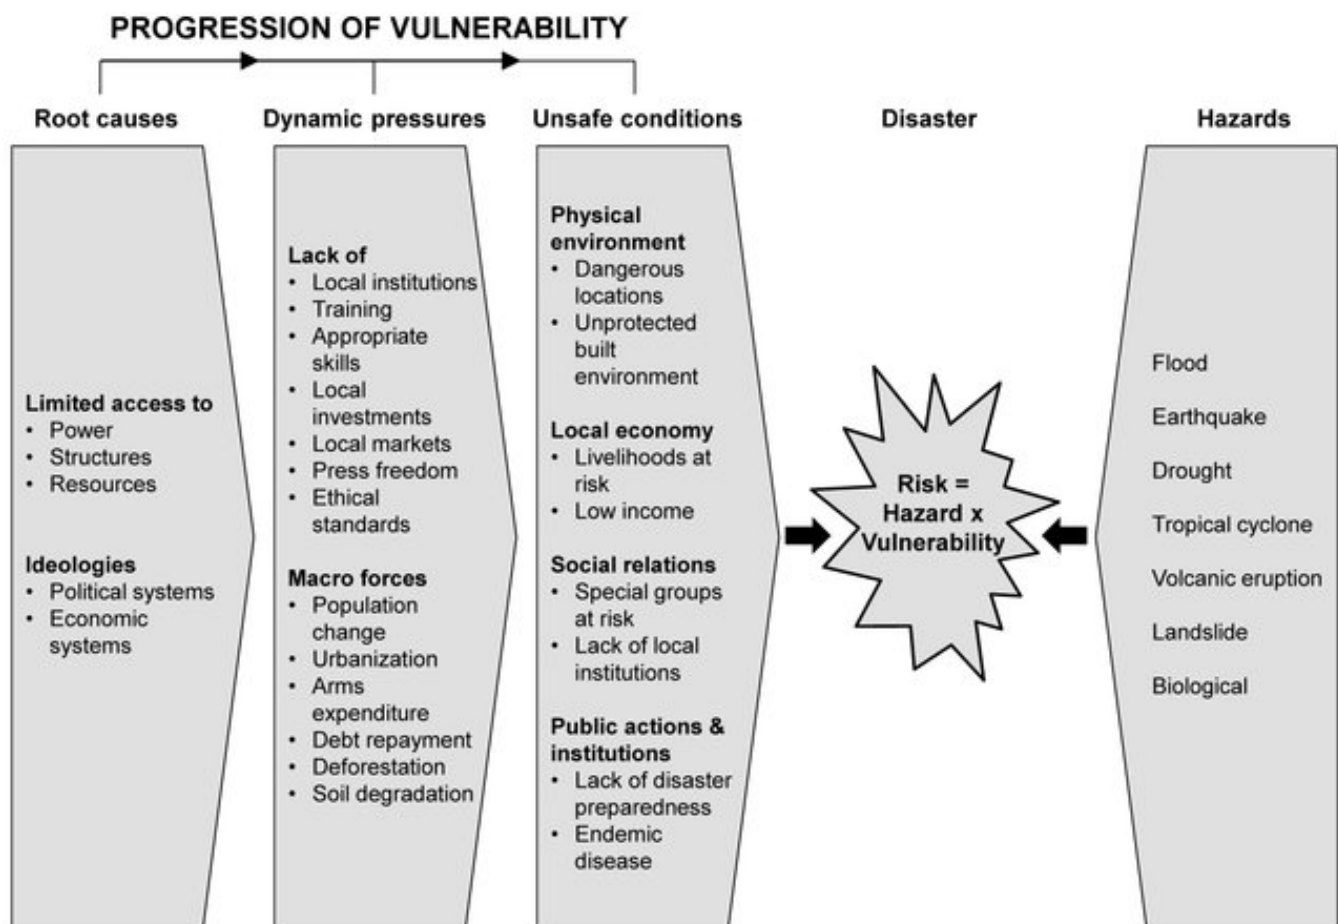 PROGRESSION OF VULNERABILITY
Root causes
Limited access to
• Power
• Structures
• Resources
Ideologies
• Political systems
• Economic
systems
Dynamic pressures
Lack of
• Local institutions
• Training
• Appropriate
skills
• Local
investments
• Local markets
• Press freedom
• Ethical
standards
Macro forces
• Population
change
• Urbanization
• Arms
expenditure
• Debt repayment
• Deforestation
• Soil degradation
Unsafe conditions
Physical
environment
• Dangerous
locations
• Unprotected
built
environment
Local economy
• Livelihoods at
risk
• Low income
Social relations
• Special groups
at risk
• Lack of local
institutions
Public actions &
institutions
• Lack of disaster
preparedness
• Endemic
disease
Disaster
Risk =
Hazard x
Vulnerability
Hazards
Flood
Earthquake
Drought
Tropical cyclone
Volcanic eruption
Landslide
Biological